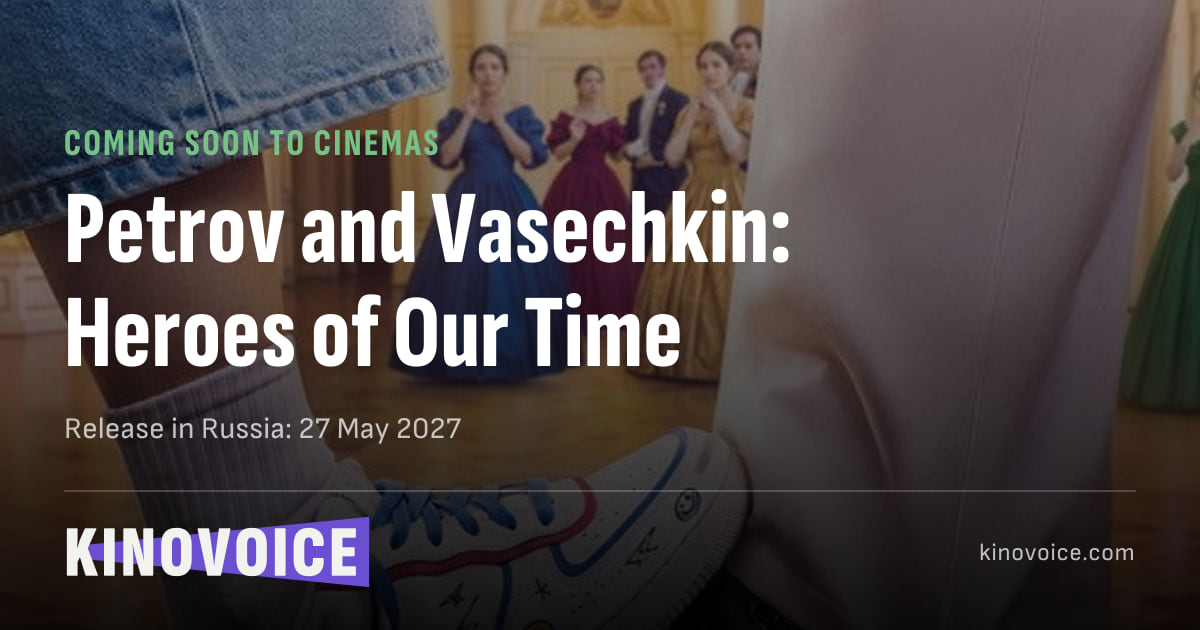 COMING SOON TO CINEMAS
Petrov and Vasechkin:
Heroes of Our Time
Release in Russia: 27 May 2027
KINOVOICE
kinovoice.com